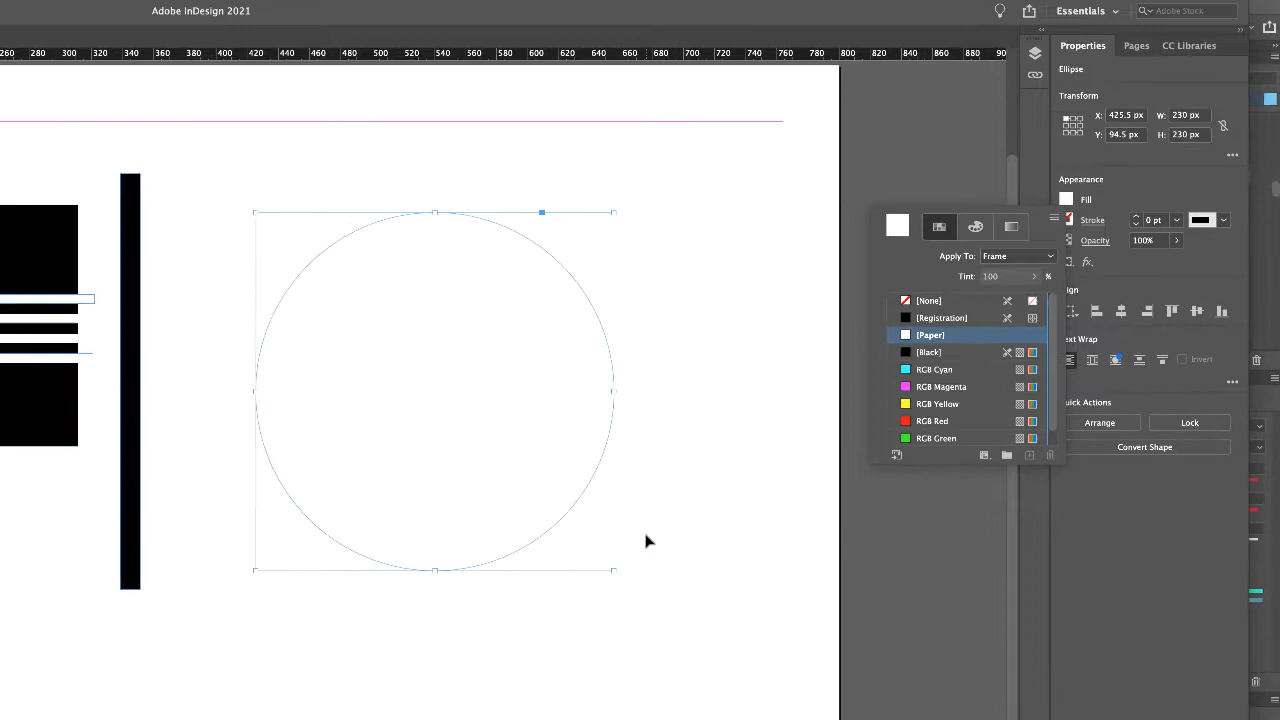 Adobe InDesign 2021
Essentials
Adobe Stock
260 280 300 320 340 360 380 400 420 440 460 480 500 520 540 560 580 600 620 640 660 680 700 720 740 760 780 800 820 840 860 880 90
Properties
Pages
CC Libraries
Ellipse
Transform
X: 425.5 px W: 230 px
Y: 94.5 px H: 230 px
Appearance
Fill
Stroke 0 pt
Opacity 100%
fx.
lign
ext Wrap
Invert
uick Actions
Arrange Lock
Convert Shape
Apply To: Frame
Tint: 100 %
[None]
[Registration]
[Paper]
[Black]
RGB Cyan
RGB Magenta
RGB Yellow
RGB Red
RGB Green